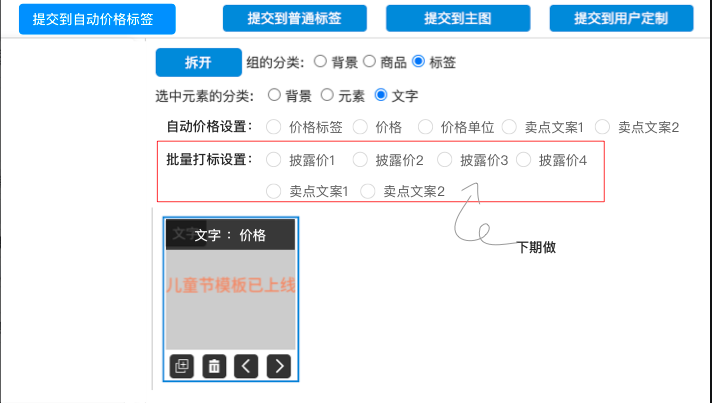 提交到自动价格标签 提交到普通标签 提交到主图 提交到用户定制
拆开 组的分类: 背景 商品 标签
选中元素的分类: 背景 元素 文字
自动价格设置: 价格标签 价格 价格单位 卖点文案1 卖点文案2
批量打标设置: 披露价1 披露价2 披露价3 披露价4
卖点文案1 卖点文案2
下期做
文字 : 价格
儿童节模板已上线